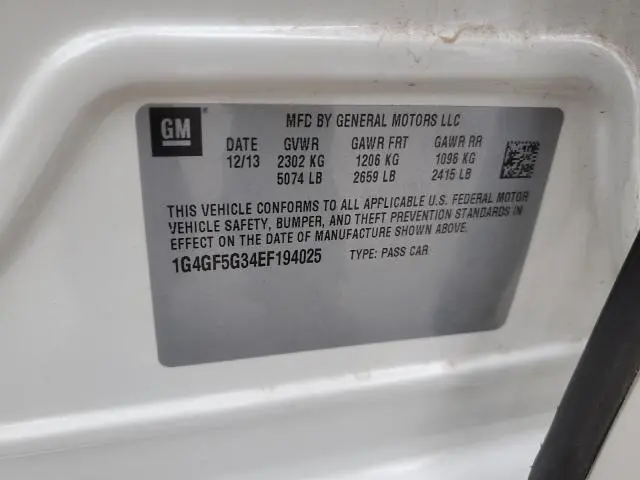 GM
MFD BY GENERAL MOTORS LLC
DATE GVWR GAWR FRT GAWR RR
12/13 2302 KG 1206 KG 1096 KG
5074 LB 2659 LB 2415 LB
THIS VEHICLE CONFORMS TO ALL APPLICABLE U.S. FEDERAL MOTOR
VEHICLE SAFETY, BUMPER, AND THEFT PREVENTION STANDARDS IN
EFFECT ON THE DATE OF MANUFACTURE SHOWN ABOVE.
1G4GF5G34EF194025 TYPE: PASS CAR